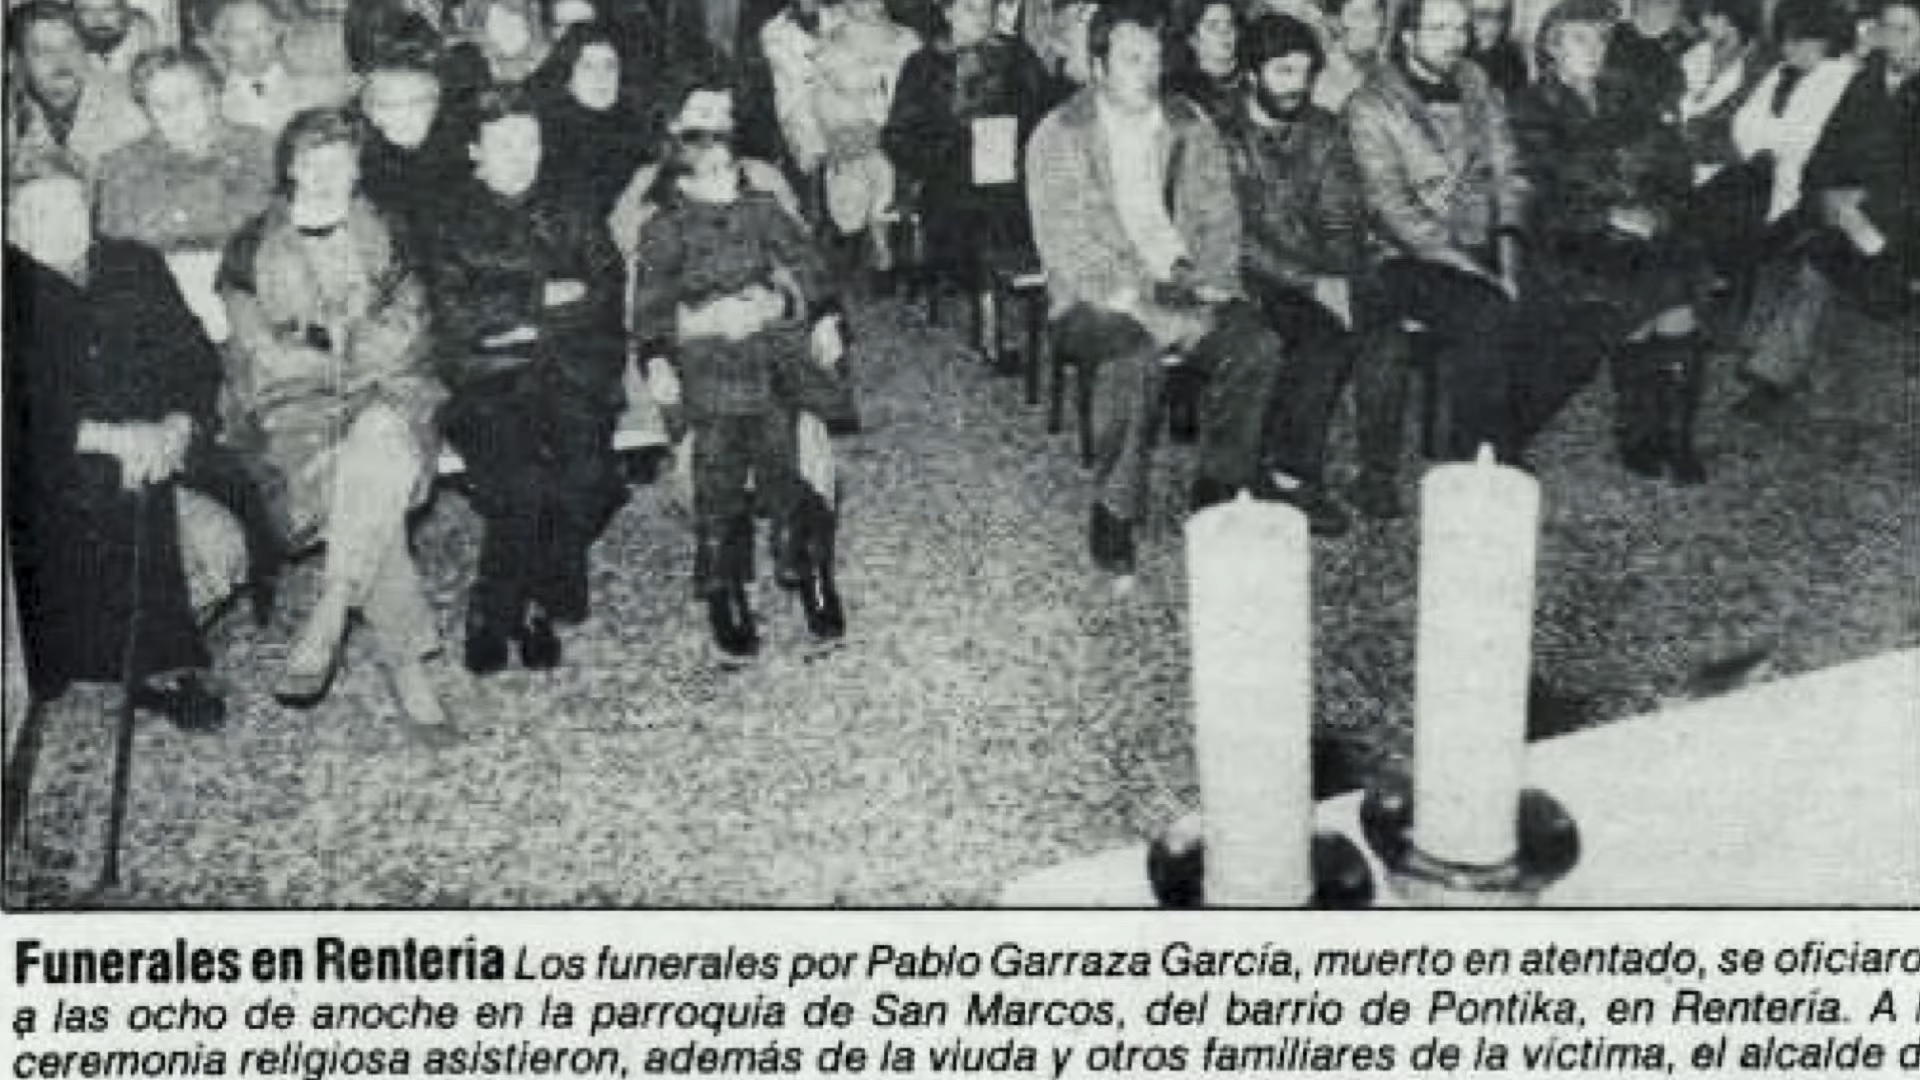 Funerales en Rentería Los funerales por Pablo Garraza García, muerto en atentado, se oficiaro
a las ocho de anoche en la parroquia de San Marcos, del barrio de Pontika, en Rentería. A l
ceremonia religiosa asistieron, además de la viuda y otros familiares de la víctima, el alcalde d